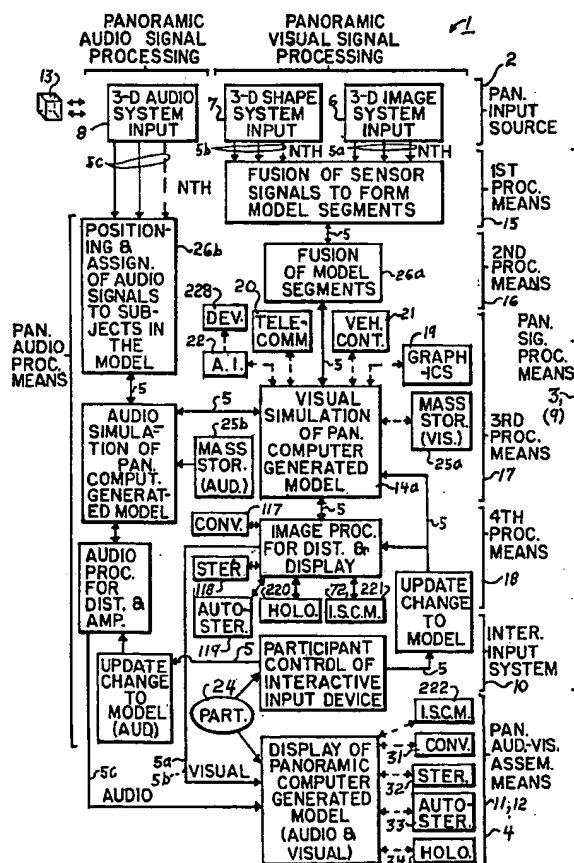 PANORAMIC
AUDIO SIGNAL
PROCESSING
PANORAMIC
VISUAL SIGNAL
PROCESSING
1
2
13
3-D AUDIO
SYSTEM
INPUT
8
7
3-D SHAPE
SYSTEM
INPUT
6
3-D IMAGE
SYSTEM
INPUT
PAN.
INPUT
SOURCE
5c
NTH
5b
NTH
5a
NTH
FUSION OF SENSOR
SIGNALS TO FORM
MODEL SEGMENTS
1ST
PROC.
MEANS
15
5
POSITION-
ING &
ASSIGN.
OF AUDIO
SIGNALS
TO SUB-
JECTS IN
THE
MODEL
26b
FUSION
OF MODEL
SEGMENTS
26a
2ND
PROC.
MEANS
16
PAN.
AUDIO
PROC.
MEANS
228
DEV.
20
TELE-
COMM.
VEH.
CONT.
21
19
GRAPH-
ICS
22
A.I.
5
PAN.
SIG.
PROC.
MEANS
3,
(9)
5
5
AUDIO
SIMULA-
TION OF
PAN.
COMPUT.
GENERAT-
ED MODEL
25b
MASS
STOR.
(AUD.)
VISUAL
SIMULATION
OF PAN.
COMPUTER
GENERATED
MODEL
14a
MASS
STOR.
(VIS.)
25a
3RD
PROC.
MEANS
17
5
5
117
CONV.
IMAGE PROC.
FOR DIST. &
DISPLAY
4TH
PROC.
MEANS
18
STER.
118
AUTO-
STER.
119
220
HOLO.
72,
221
I.S.C.M.
AUDIO
PROC.
FOR
DIST. &
AMP.
UPDATE
CHANGE
TO
MODEL
UPDATE
CHANGE
TO
MODEL
(AUD)
5
PARTICIPANT
CONTROL OF
INTERACTIVE
INPUT DEVICE
5
INTER.
INPUT
SYSTEM
10
24
PART.
222
I.S.C.M.
5c
5a
5b
VISUAL
AUDIO
DISPLAY OF
PANORAMIC
COMPUTER
GENERATED
MODEL
(AUDIO &
VISUAL)
31
CONV.
32
STER.
33
AUTO-
STER.
34
HOLO.
PAN.
AUD.-VIS.
ASSEM.
MEANS
11,12
4